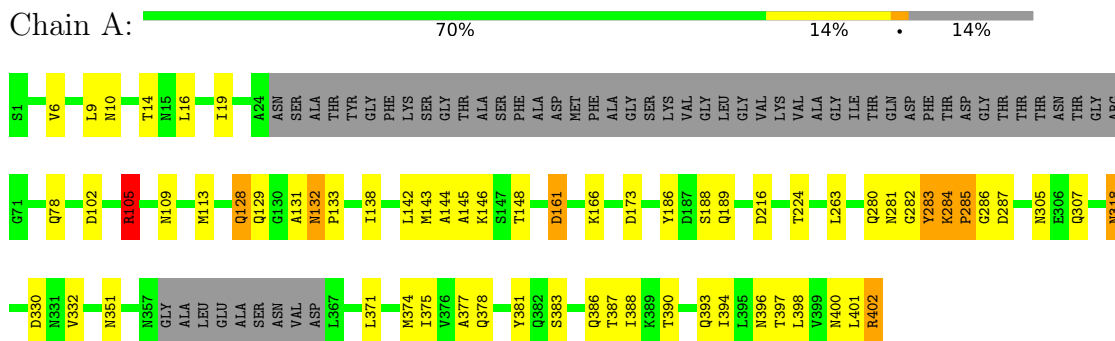 Chain A:
70% 14% • 14%
S1 V6 L9 N10 T14 N15 L16 I19 A24 ASN SER ALA THR TYR GLY PHE LYS SER GLY THR ALA SER PHE ALA ASP MET PHE ALA GLY SER LYS VAL GLY LEU GLY VAL LYS VAL ALA GLY ILE THR GLN ASP PHE THR ASP GLY THR THR THR ASN THR GLY ARG
G71 Q78 D102 R105 N109 M113 Q128 Q129 G130 A131 N132 P133 I138 L142 M143 A144 A145 K146 S147 T148 D161 K166 D173 Y186 D187 S188 Q189 D216 T224 L263 Q280 N281 G282 Y283 K284 P285 G286 D287 N305 E306 Q307 N318
D330 N331 V332 N351 N357 GLY ALA LEU GLU ALA SER ASN VAL ASP L367 L371 M374 I375 V376 A377 Q378 Y381 Q382 S383 Q386 T387 I388 K389 T390 Q393 I394 L395 N396 T397 L398 V399 N400 L401 R402